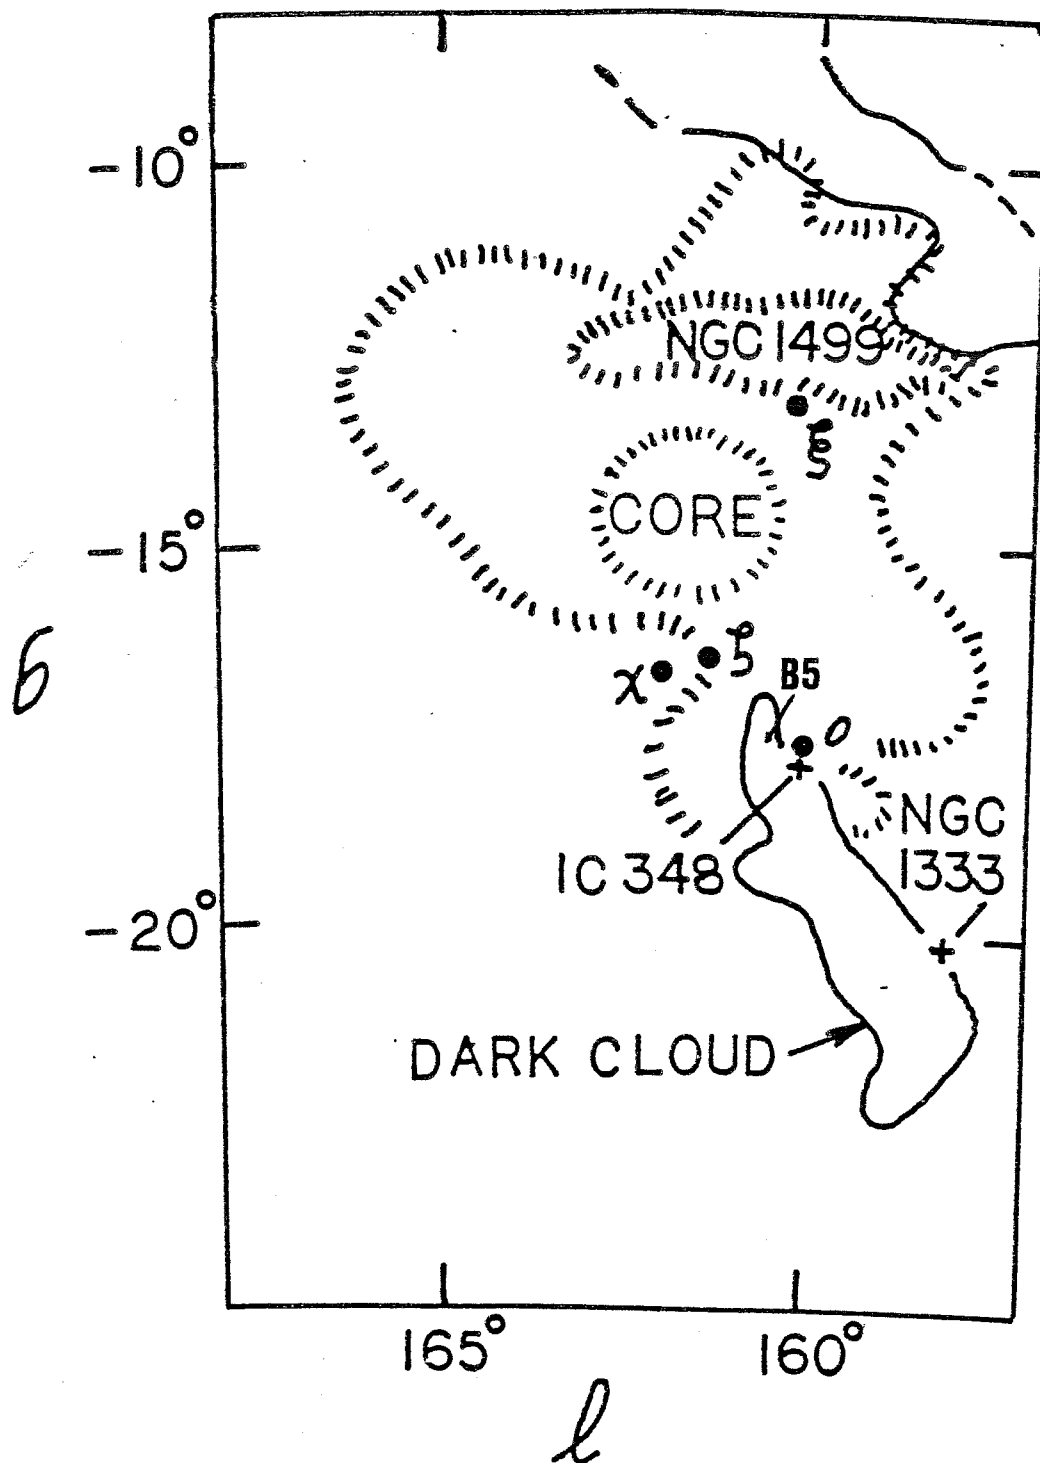 -10°
NGC 1499
ξ
CORE
-15°
b
χ
ζ
B5
o
NGC
1333
IC 348
-20°
DARK CLOUD
165°
160°
l